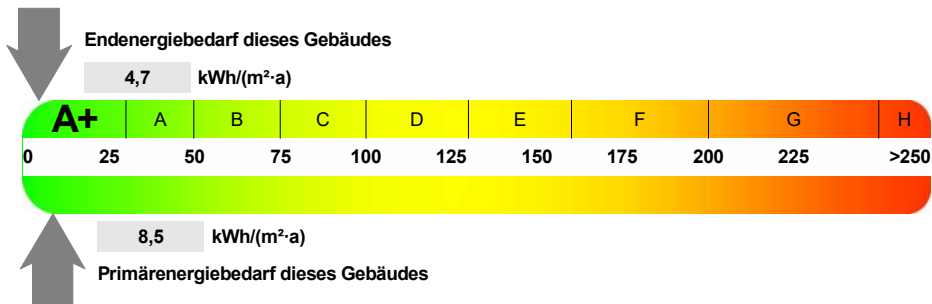 Endenergiebedarf dieses Gebäudes
4,7 kWh/(m²·a)
A+ A B C D E F G H
0 25 50 75 100 125 150 175 200 225 >250
8,5 kWh/(m²·a)
Primärenergiebedarf dieses Gebäudes